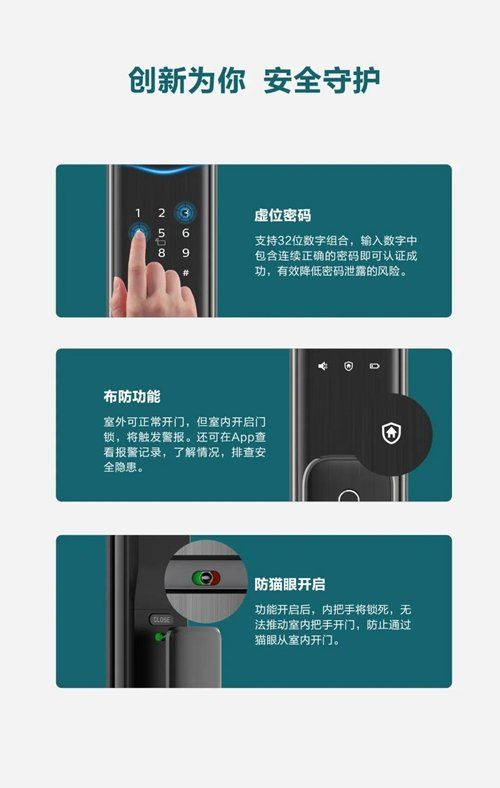 创新为你 安全守护
1 2 3
5 6
8 9
#
虚位密码
支持32位数字组合，输入数字中
包含连续正确的密码即可认证成
功，有效降低密码泄露的风险。
布防功能
室外可正常开门，但室内开启门
锁，将触发警报。还可在App查
看报警记录，了解情况，排查安
全隐患。
防猫眼开启
功能开启后，内把手将锁死，无
法推动室内把手开门，防止通过
猫眼从室内开门。
CLOSE